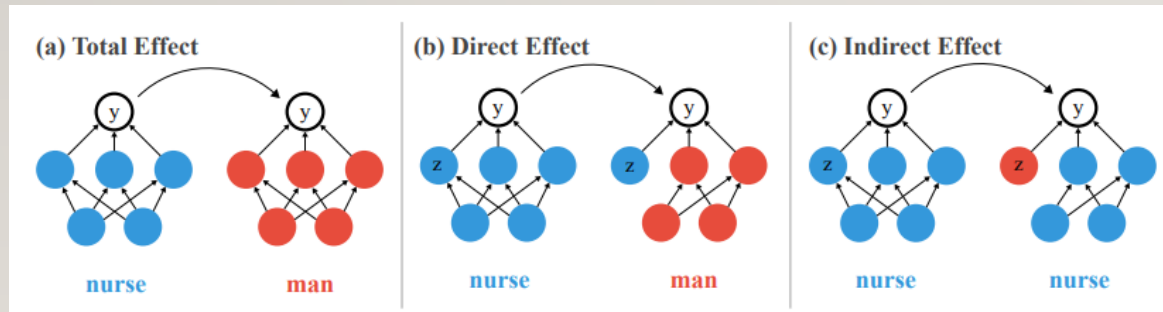 (a) Total Effect
(b) Direct Effect
(c) Indirect Effect
y
y
y
y
y
y
z
z
z
z
nurse
man
nurse
man
nurse
nurse